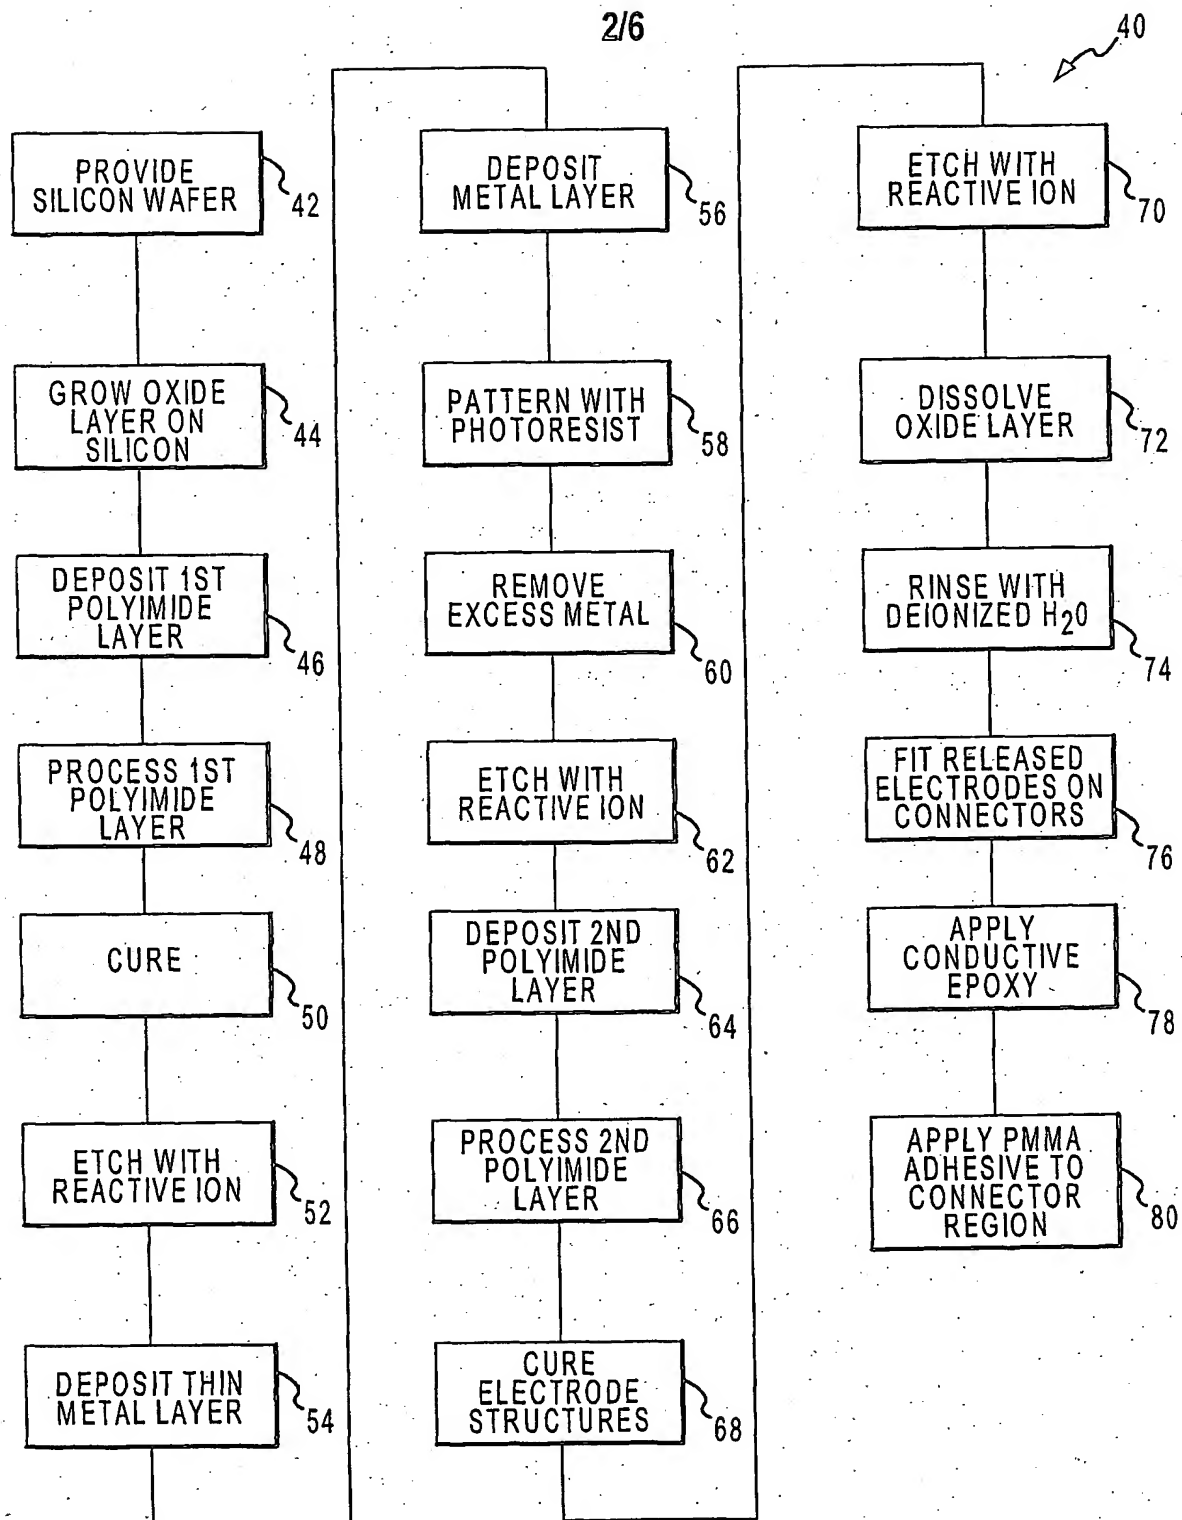 2/6
40
PROVIDE
SILICON WAFER
42
GROW OXIDE
LAYER ON
SILICON
44
DEPOSIT 1ST
POLYIMIDE
LAYER
46
PROCESS 1ST
POLYIMIDE
LAYER
48
CURE
50
ETCH WITH
REACTIVE ION
52
DEPOSIT THIN
METAL LAYER
54
DEPOSIT
METAL LAYER
56
PATTERN WITH
PHOTORESIST
58
REMOVE
EXCESS METAL
60
ETCH WITH
REACTIVE ION
62
DEPOSIT 2ND
POLYIMIDE
LAYER
64
PROCESS 2ND
POLYIMIDE
LAYER
66
CURE
ELECTRODE
STRUCTURES
68
ETCH WITH
REACTIVE ION
70
DISSOLVE
OXIDE LAYER
72
RINSE WITH
DEIONIZED H20
74
FIT RELEASED
ELECTRODES ON
CONNECTORS
76
APPLY
CONDUCTIVE
EPOXY
78
APPLY PMMA
ADHESIVE TO
CONNECTOR
REGION
80